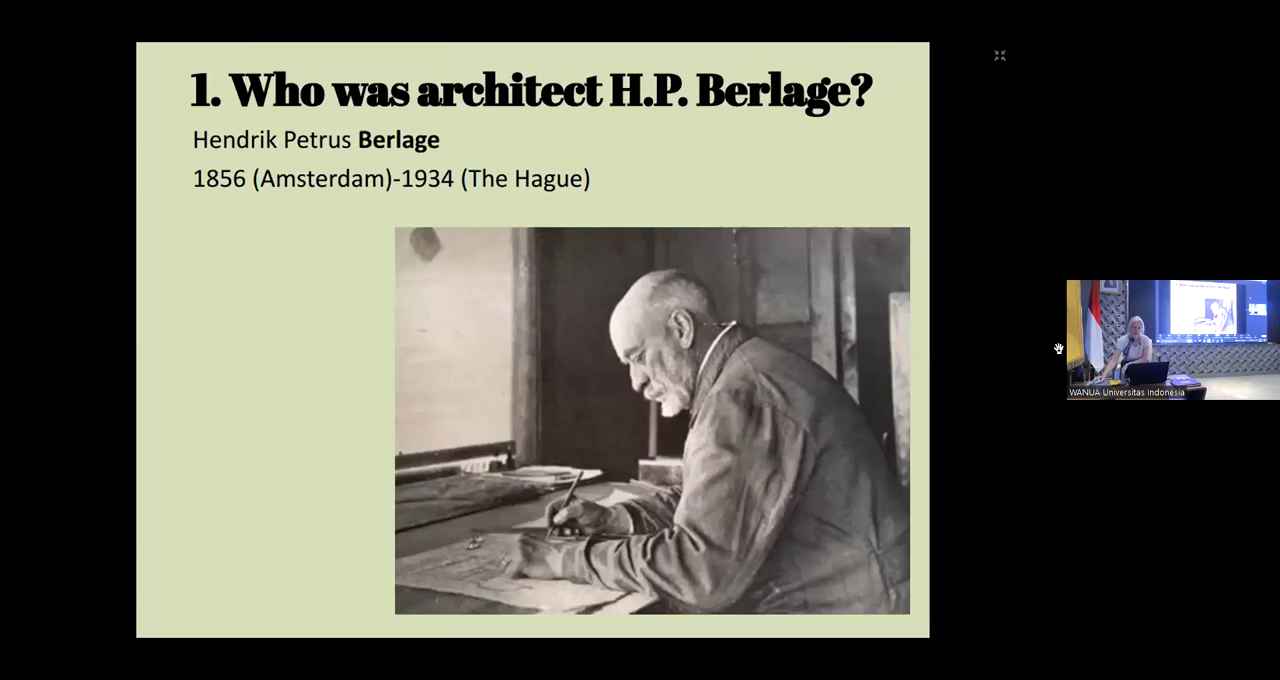 1. Who was architect H.P. Berlage?
Hendrik Petrus Berlage
1856 (Amsterdam)-1934 (The Hague)
WANUA Universitas Indonesia